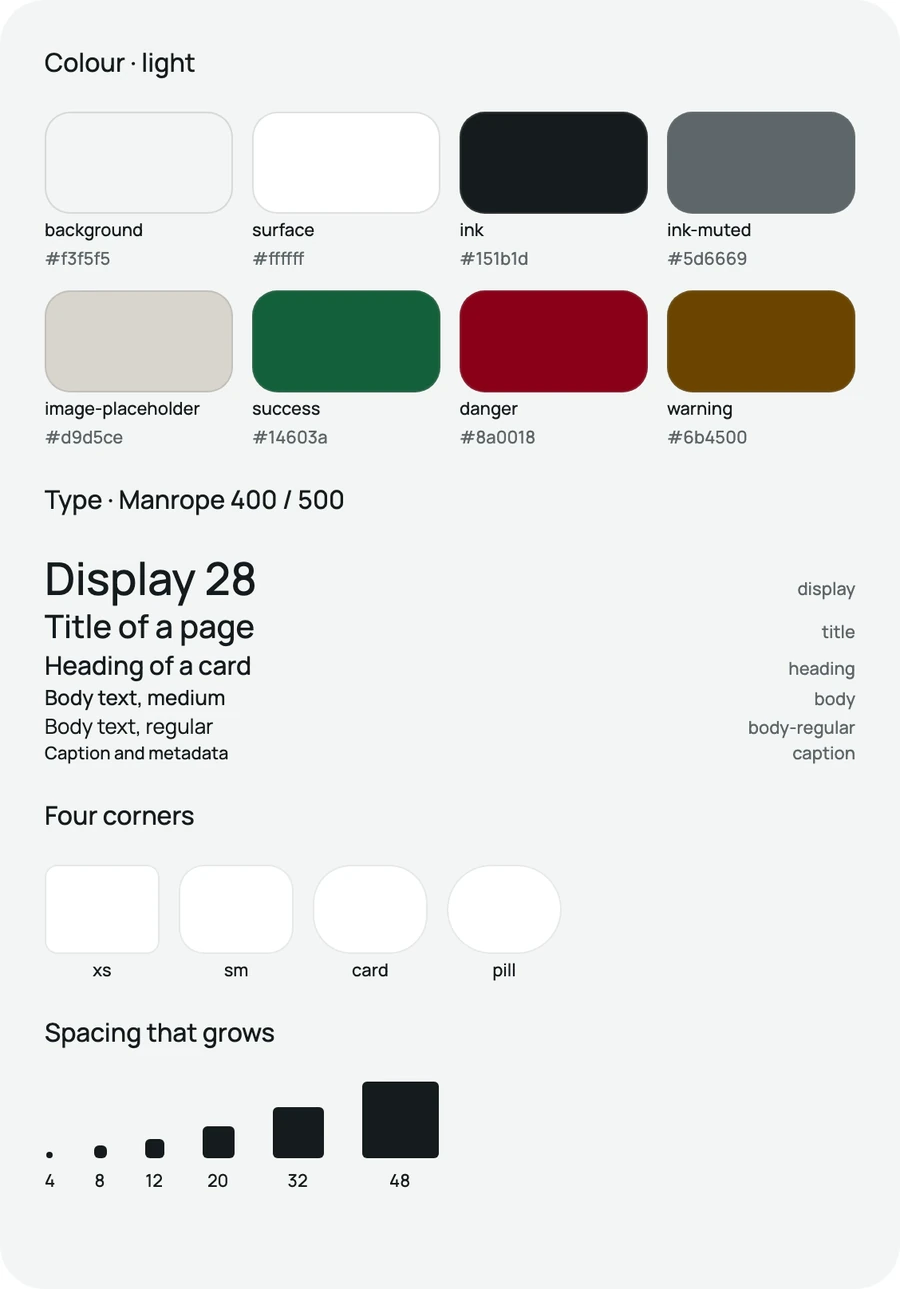 Colour · light
background surface ink ink-muted
#f3f5f5 #ffffff #151b1d #5d6669
image-placeholder success danger warning
#d9d5ce #14603a #8a0018 #6b4500
Type · Manrope 400 / 500
Display 28 display
Title of a page title
Heading of a card heading
Body text, medium body
Body text, regular body-regular
Caption and metadata caption
Four corners
xs sm card pill
Spacing that grows
4 8 12 20 32 48